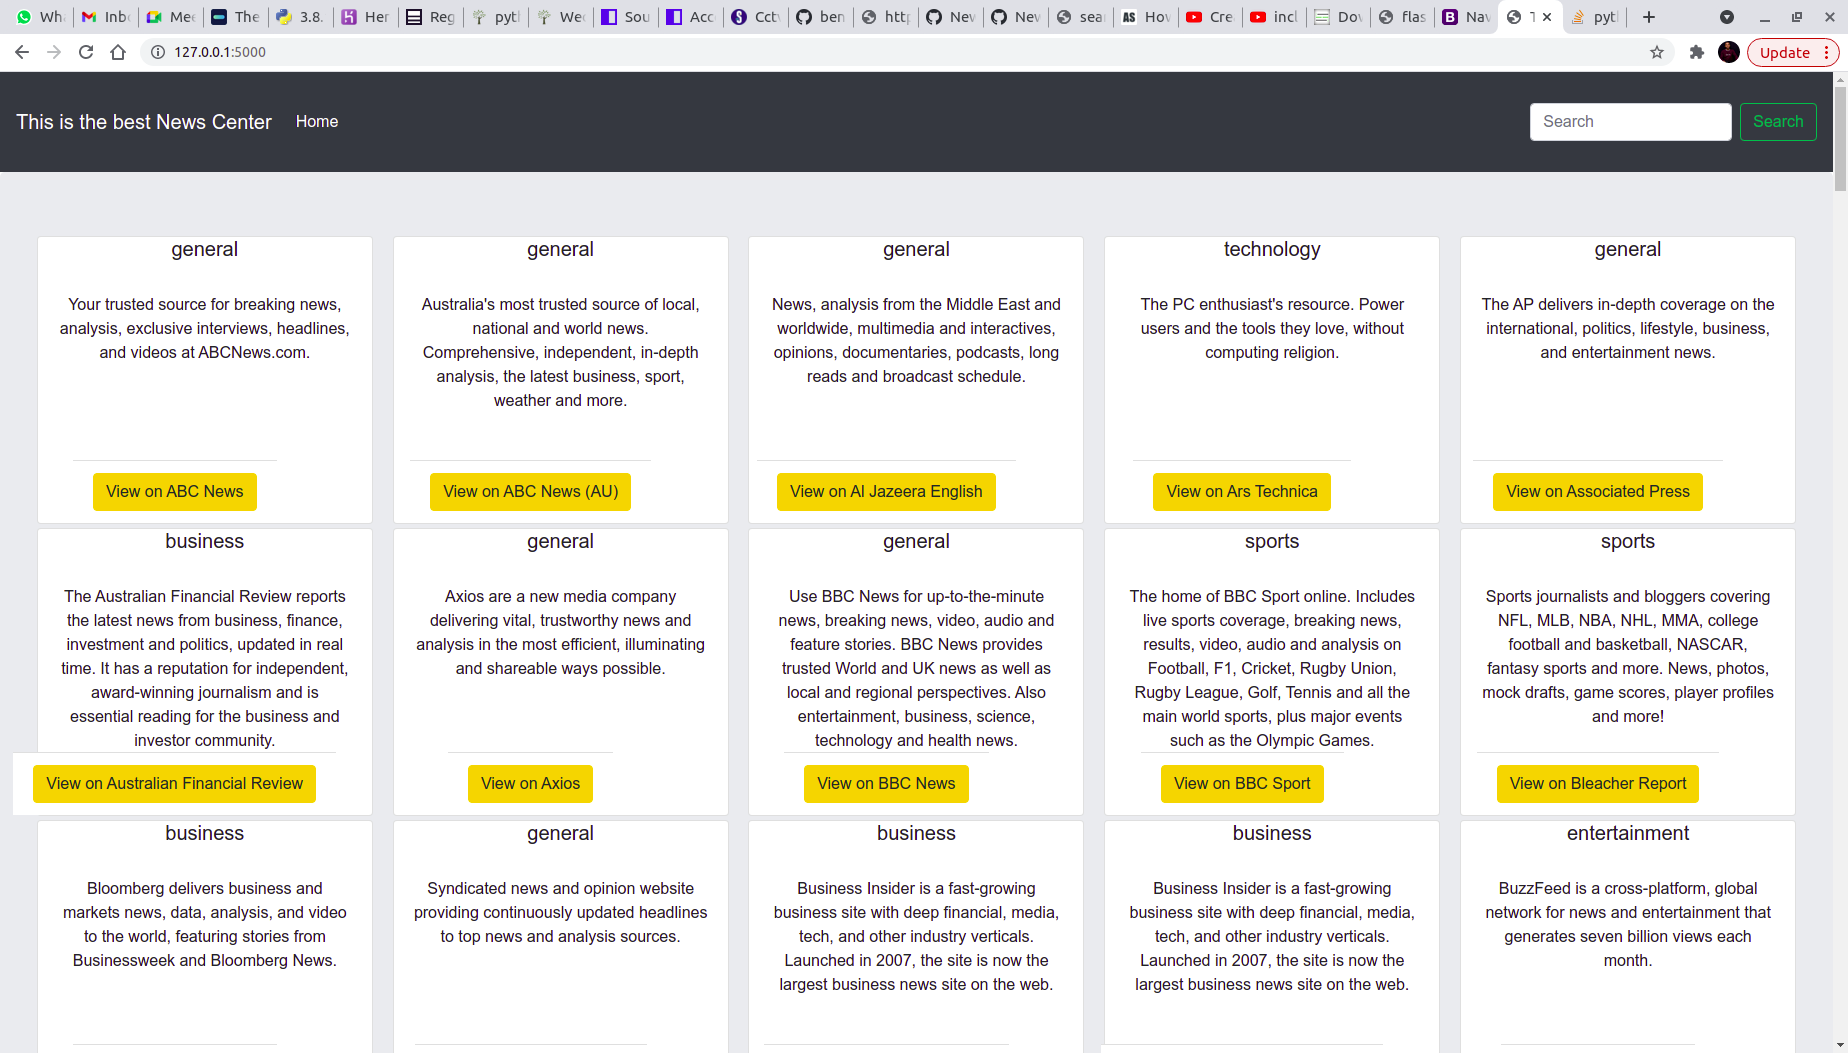 Wha
Inb
Mee
The
3.8.
Her
Reg
pytl
Wee
Sou
Acc
Cctv
ben
http
Nev
Nev
sear
AS
Hov
Cre
incl
Dov
flas
Nav
pytl
127.0.0.1:5000
Update
This is the best News Center
Home
Search
Search
general
Your trusted source for breaking news,
analysis, exclusive interviews, headlines,
and videos at ABCNews.com.
View on ABC News
general
Australia's most trusted source of local,
national and world news.
Comprehensive, independent, in-depth
analysis, the latest business, sport,
weather and more.
View on ABC News (AU)
general
News, analysis from the Middle East and
worldwide, multimedia and interactives,
opinions, documentaries, podcasts, long
reads and broadcast schedule.
View on Al Jazeera English
technology
The PC enthusiast's resource. Power
users and the tools they love, without
computing religion.
View on Ars Technica
general
The AP delivers in-depth coverage on the
international, politics, lifestyle, business,
and entertainment news.
View on Associated Press
business
The Australian Financial Review reports
the latest news from business, finance,
investment and politics, updated in real
time. It has a reputation for independent,
award-winning journalism and is
essential reading for the business and
investor community.
View on Australian Financial Review
general
Axios are a new media company
delivering vital, trustworthy news and
analysis in the most efficient, illuminating
and shareable ways possible.
View on Axios
general
Use BBC News for up-to-the-minute
news, breaking news, video, audio and
feature stories. BBC News provides
trusted World and UK news as well as
local and regional perspectives. Also
entertainment, business, science,
technology and health news.
View on BBC News
sports
The home of BBC Sport online. Includes
live sports coverage, breaking news,
results, video, audio and analysis on
Football, F1, Cricket, Rugby Union,
Rugby League, Golf, Tennis and all the
main world sports, plus major events
such as the Olympic Games.
View on BBC Sport
sports
Sports journalists and bloggers covering
NFL, MLB, NBA, NHL, MMA, college
football and basketball, NASCAR,
fantasy sports and more. News, photos,
mock drafts, game scores, player profiles
and more!
View on Bleacher Report
business
Bloomberg delivers business and
markets news, data, analysis, and video
to the world, featuring stories from
Businessweek and Bloomberg News.
general
Syndicated news and opinion website
providing continuously updated headlines
to top news and analysis sources.
business
Business Insider is a fast-growing
business site with deep financial, media,
tech, and other industry verticals.
Launched in 2007, the site is now the
largest business news site on the web.
business
Business Insider is a fast-growing
business site with deep financial, media,
tech, and other industry verticals.
Launched in 2007, the site is now the
largest business news site on the web.
entertainment
BuzzFeed is a cross-platform, global
network for news and entertainment that
generates seven billion views each
month.